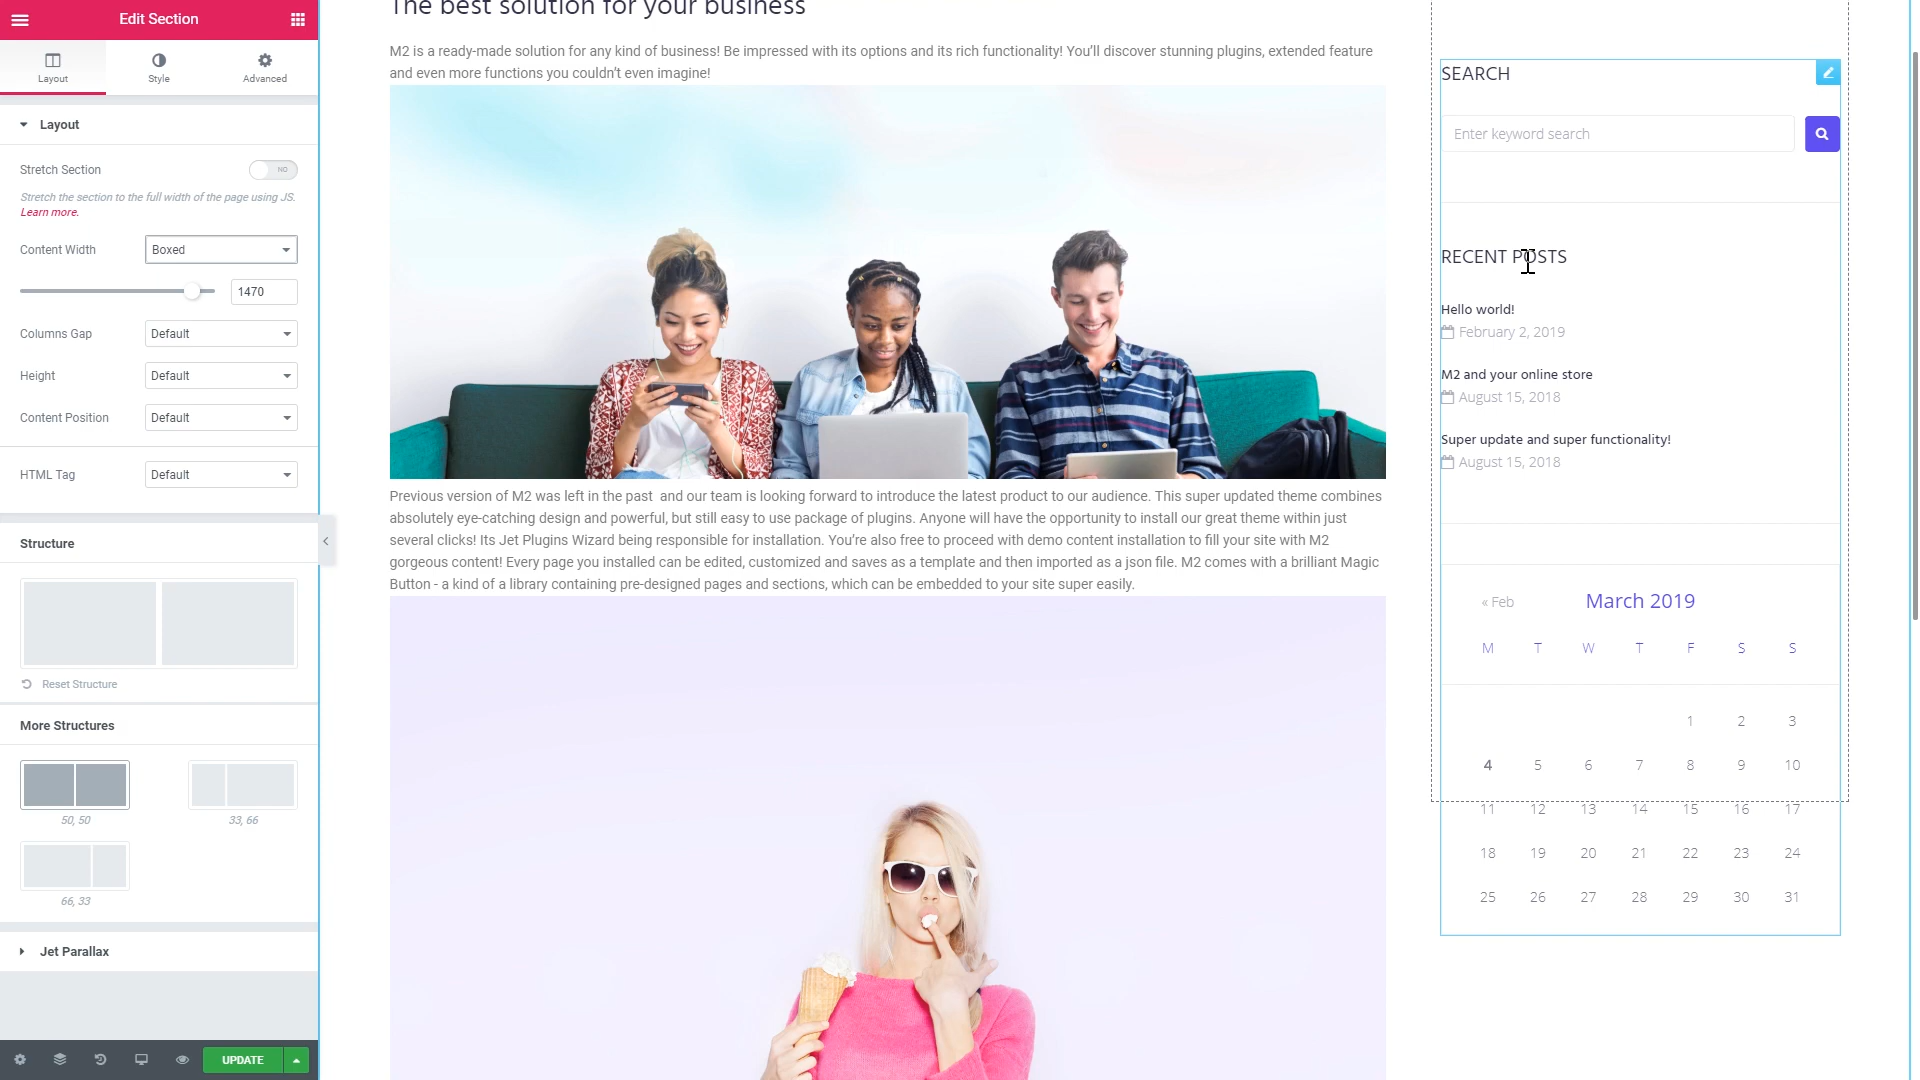 Edit Section
Layout
Style
Advanced
Layout
Stretch Section
NO
Stretch the section to the full width of the page using JS.
Learn more.
Content Width
Boxed
1470
Columns Gap
Default
Height
Default
Content Position
Default
HTML Tag
Default
Structure
Reset Structure
More Structures
50, 50
33, 66
66, 33
Jet Parallax
UPDATE
The best solution for your business
M2 is a ready-made solution for any kind of business! Be impressed with its options and its rich functionality! You’ll discover stunning plugins, extended feature
and even more functions you couldn’t even imagine!
Previous version of M2 was left in the past  and our team is looking forward to introduce the latest product to our audience. This super updated theme combines
absolutely eye-catching design and powerful, but still easy to use package of plugins. Anyone will have the opportunity to install our great theme within just
several clicks! Its Jet Plugins Wizard being responsible for installation. You’re also free to proceed with demo content installation to fill your site with M2
gorgeous content! Every page you installed can be edited, customized and saves as a template and then imported as a json file. M2 comes with a brilliant Magic
Button - a kind of a library containing pre-designed pages and sections, which can be embedded to your site super easily.
SEARCH
Enter keyword search
RECENT POSTS
Hello world!
February 2, 2019
M2 and your online store
August 15, 2018
Super update and super functionality!
August 15, 2018
« Feb March 2019
M T W T F S S
1 2 3
4 5 6 7 8 9 10
11 12 13 14 15 16 17
18 19 20 21 22 23 24
25 26 27 28 29 30 31